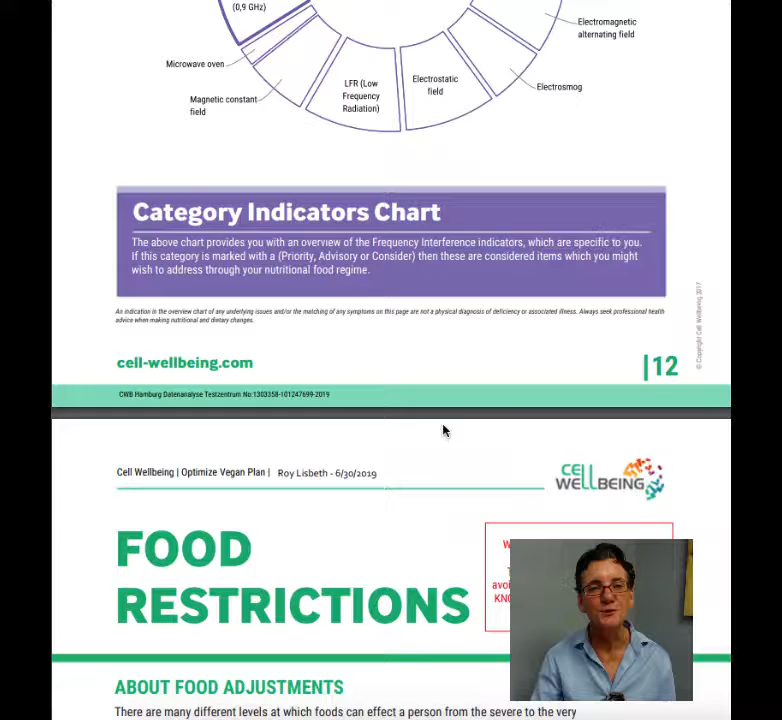 (0,9 GHz)
Electromagnetic
alternating field
Microwave oven
Electrosmog
Magnetic constant
field
LFR (Low
Frequency
Radiation)
Electrostatic
field
Category Indicators Chart
The above chart provides you with an overview of the Frequency Interference indicators, which are specific to you.
If this category is marked with a (Priority, Advisory or Consider) then these are considered items which you might
wish to address through your nutritional food regime.
An indication in the overview chart of any underlying issues and/or the matching of any symptoms on this page are not a physical diagnosis of deficiency or associated illness. Always seek professional health
advice when making nutritional and dietary changes.
© Copyright Cell Wellbeing 2017
cell-wellbeing.com
|12
CWB Hamburg Datenanalyse Testzentrum No:1303358-101247699-2019
Cell Wellbeing | Optimize Vegan Plan | Roy Lisbeth - 6/30/2019
CELL
WELLBEING
FOOD
RESTRICTIONS
ABOUT FOOD ADJUSTMENTS
There are many different levels at which foods can effect a person from the severe to the very